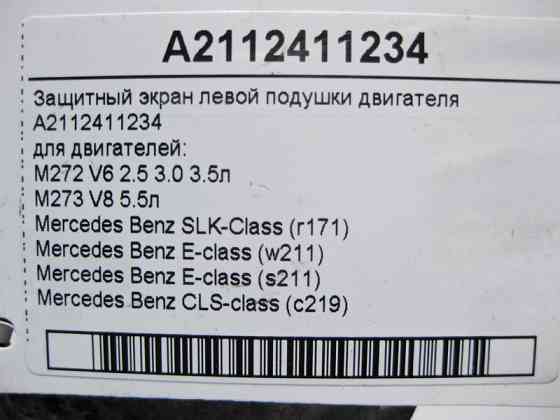 A2112411234
Защитный экран левой подушки двигателя
A2112411234
для двигателей:
M272 V6 2.5 3.0 3.5л
M273 V8 5.5л
Mercedes Benz SLK-Class (r171)
Mercedes Benz E-class (w211)
Mercedes Benz E-class (s211)
Mercedes Benz CLS-class (c219)